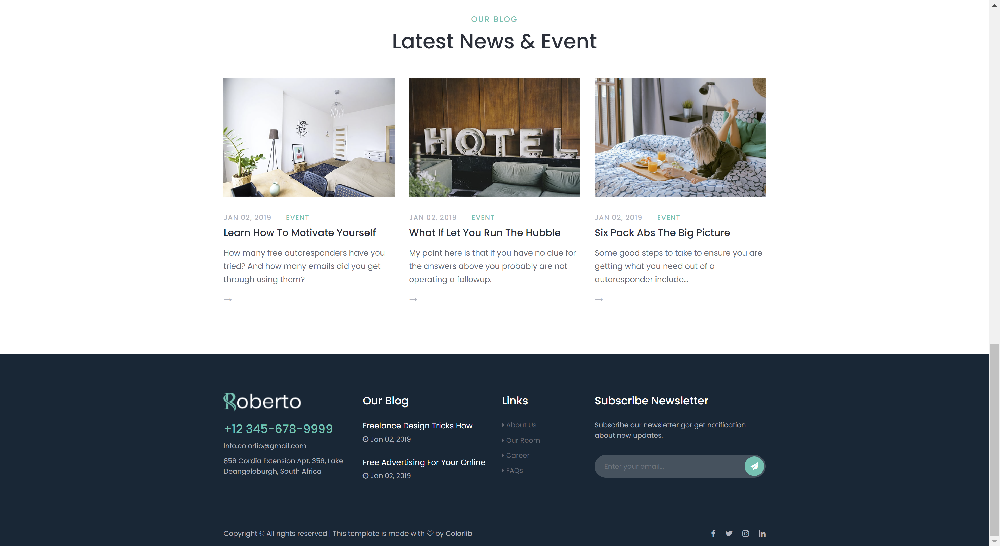 OUR BLOG
Latest News & Event
Lets
Do
This
HOTEL
JAN 02, 2019 EVENT
Learn How To Motivate Yourself
How many free autoresponders have you
tried? And how many emails did you get
through using them?
JAN 02, 2019 EVENT
What If Let You Run The Hubble
My point here is that if you have no clue for
the answers above you probably are not
operating a followup.
JAN 02, 2019 EVENT
Six Pack Abs The Big Picture
Some good steps to take to ensure you are
getting what you need out of a
autoresponder include...
Roberto
+12 345-678-9999
Info.colorlib@gmail.com
856 Cordia Extension Apt. 356, Lake
Deangeloburgh, South Africa
Our Blog
Freelance Design Tricks How
Jan 02, 2019
Free Advertising For Your Online
Jan 02, 2019
Links
About Us
Our Room
Career
FAQs
Subscribe Newsletter
Subscribe our newsletter gor get notification
about new updates.
Enter your email...
Copyright © All rights reserved | This template is made with ♡ by Colorlib